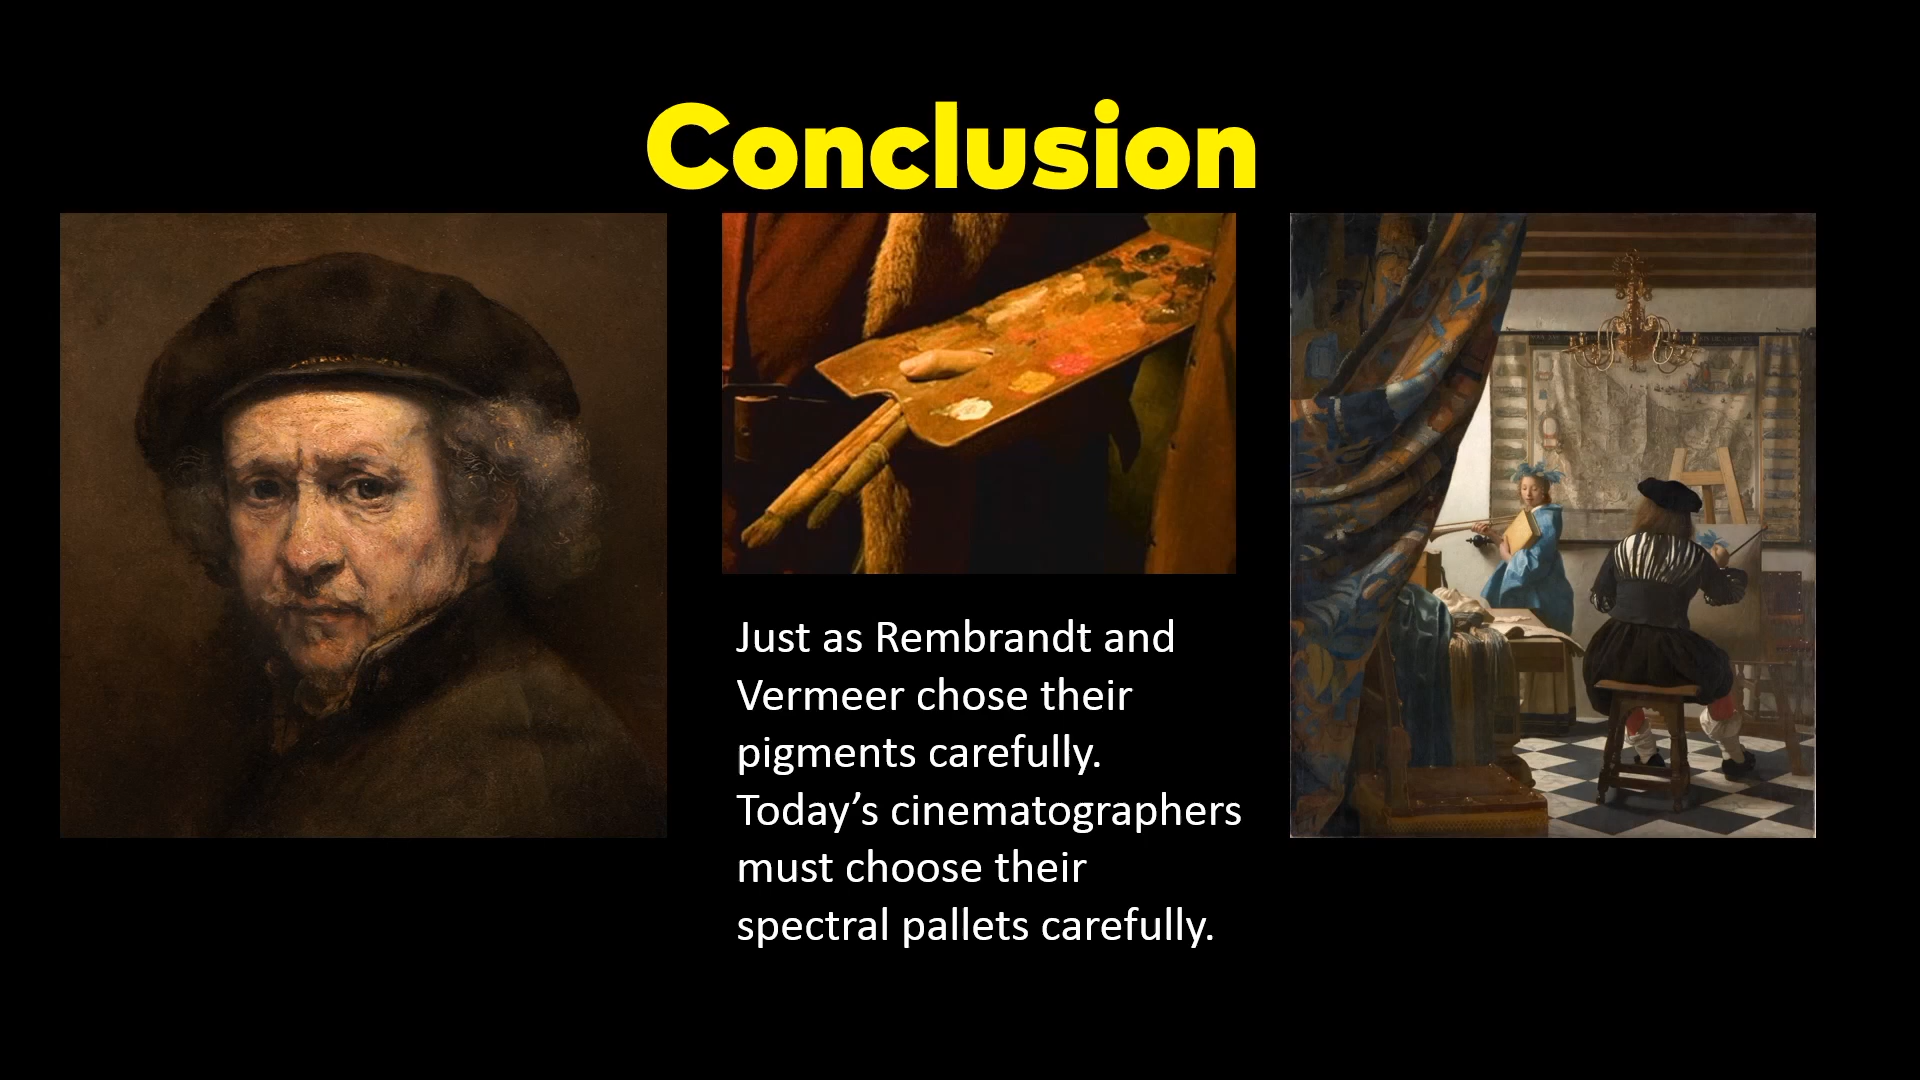 Conclusion
Just as Rembrandt and
Vermeer chose their
pigments carefully.
Today’s cinematographers
must choose their
spectral pallets carefully.